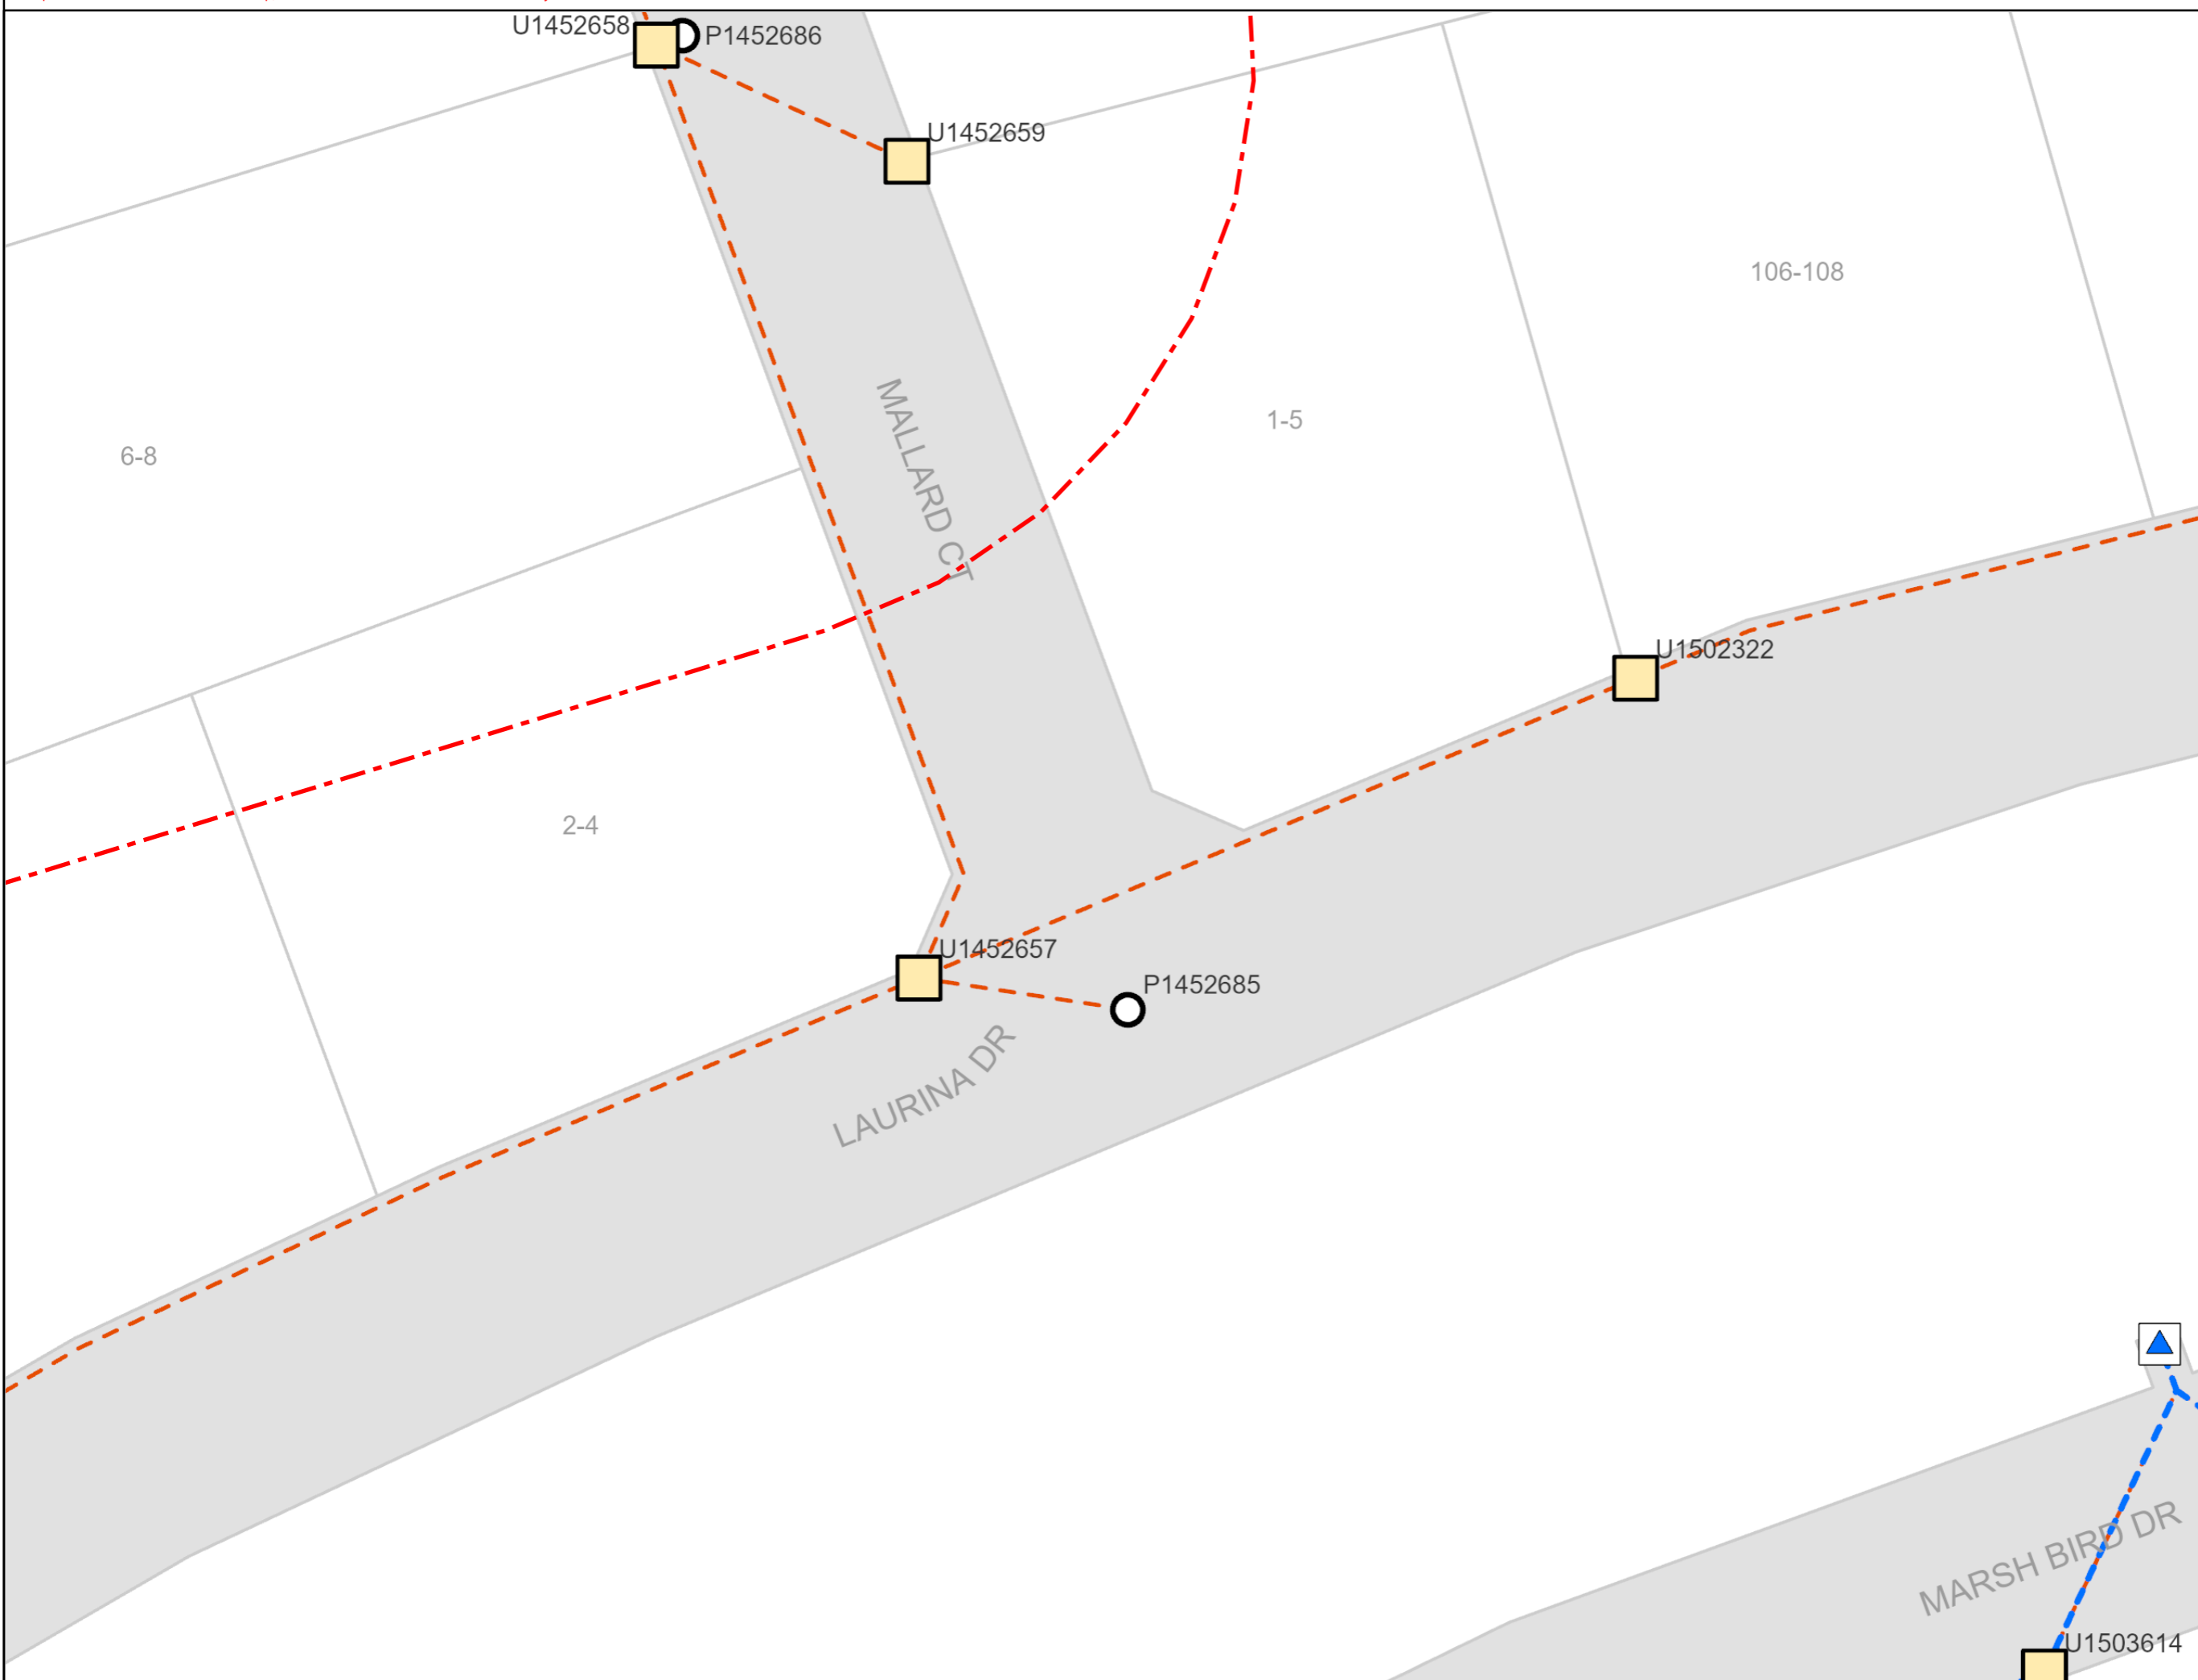 U1452658
P1452686
U1452659
106-108
1-5
6-8
MALLARD CT
U1502322
2-4
U1452657
P1452685
LAURINA DR
MARSH BIRD DR
U1503614